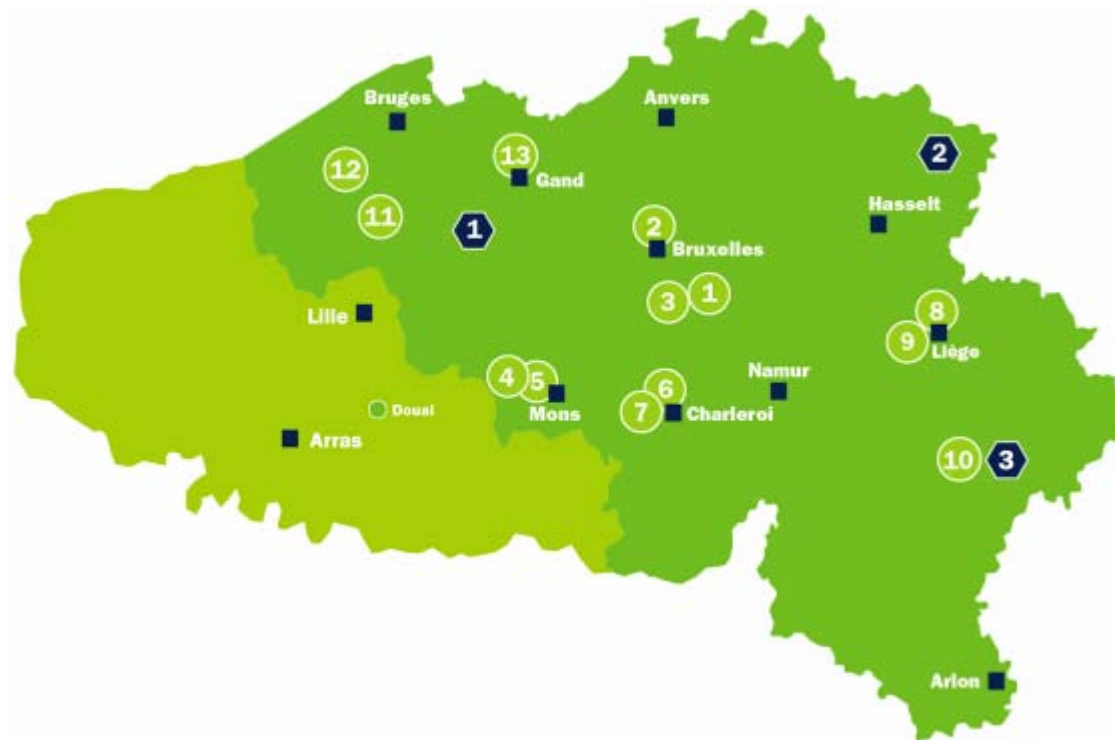 Bruges
Anvers
12
13
Gand
2
11
1
2
Bruxelles
Hasselt
3
1
Lille
8
9
Liège
4
5
Mons
6
7
Charleroi
Namur
Douai
Arras
10
3
Arlon